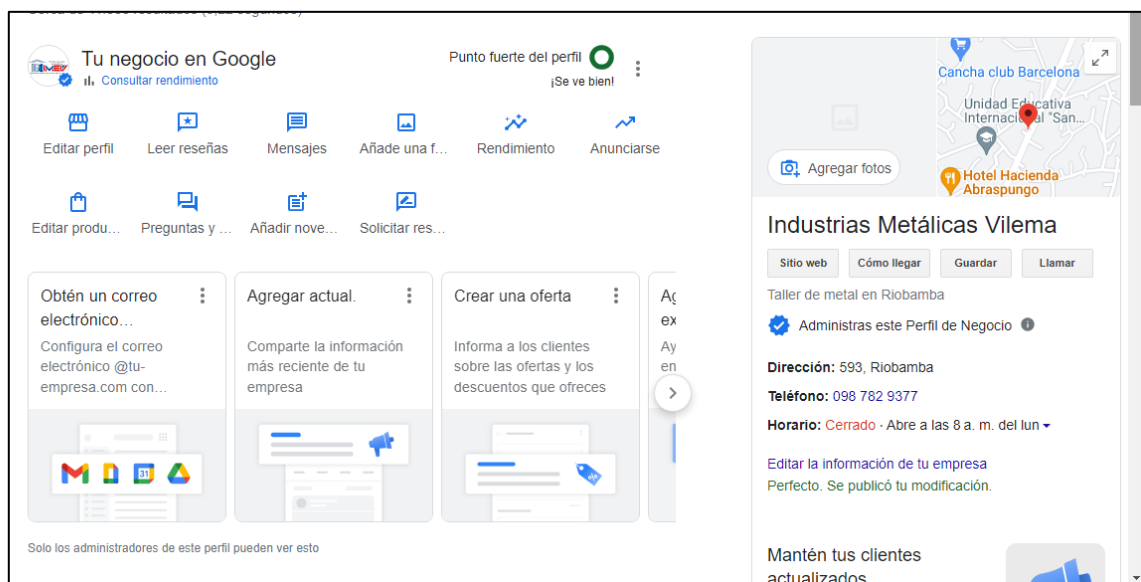 Tu negocio en Google
Consultar rendimiento
Punto fuerte del perfil
¡Se ve bien!
Editar perfil
Leer reseñas
Mensajes
Añade una f...
Rendimiento
Anunciarse
Editar produ...
Preguntas y ...
Añadir nove...
Solicitar res...
Obtén un correo
electrónico...
Configura el correo
electrónico @tu-
empresa.com con...
31
Agregar actual.
Comparte la información
más reciente de tu
empresa
Crear una oferta
Informa a los clientes
sobre las ofertas y los
descuentos que ofreces
Solo los administradores de este perfil pueden ver esto
Cancha club Barcelona
Unidad Educativa
Internacional "San...
Hotel Hacienda
Abraspungo
Agregar fotos
Industrias Metálicas Vilema
Sitio web
Cómo llegar
Guardar
Llamar
Taller de metal en Riobamba
Administras este Perfil de Negocio
Dirección: 593, Riobamba
Teléfono: 098 782 9377
Horario: Cerrado · Abre a las 8 a. m. del lun
Editar la información de tu empresa
Perfecto. Se publicó tu modificación.
Mantén tus clientes
actualizados